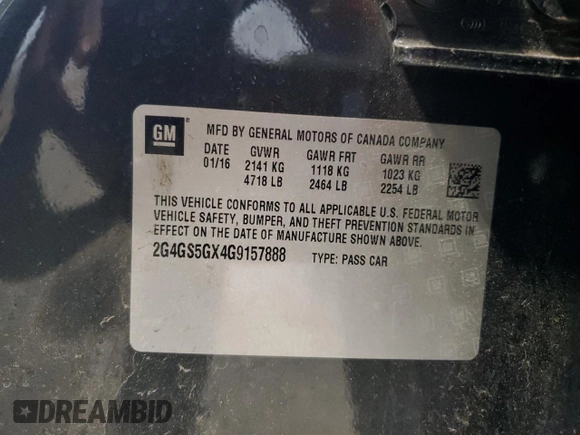 GM
MFD BY GENERAL MOTORS OF CANADA COMPANY
DATE GVWR GAWR FRT GAWR RR
01/16 2141 KG 1118 KG 1023 KG
4718 LB 2464 LB 2254 LB
THIS VEHICLE CONFORMS TO ALL APPLICABLE U.S. FEDERAL MOTOR
VEHICLE SAFETY, BUMPER, AND THEFT PREVENTION STANDARDS IN
EFFECT ON THE DATE OF MANUFACTURE SHOWN ABOVE.
2G4GS5GX4G9157888 TYPE: PASS CAR
DREAMBID